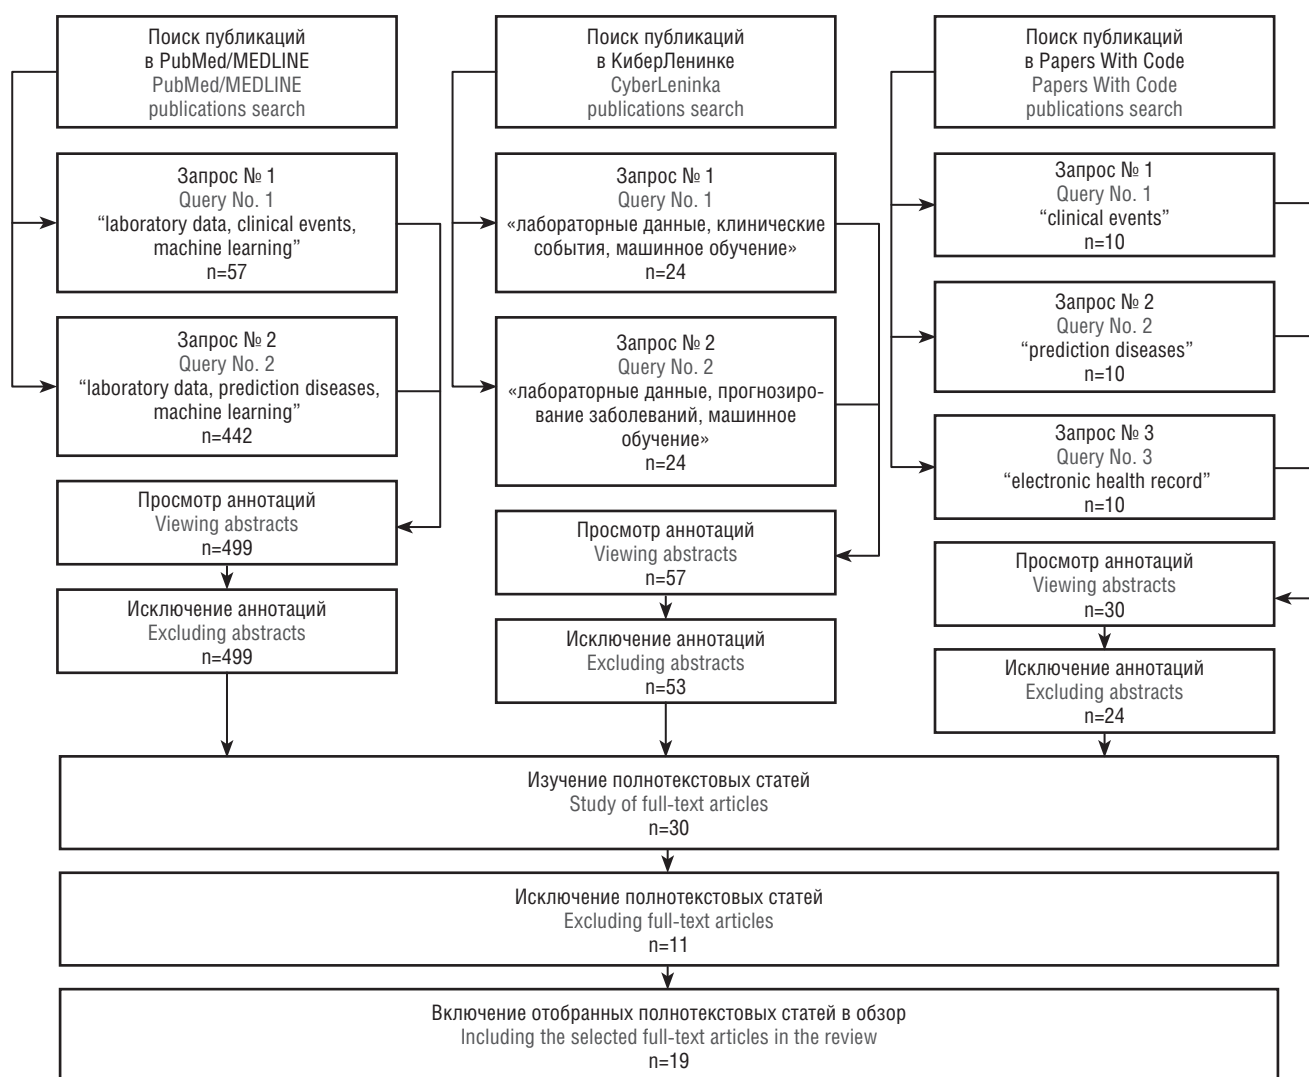 Поиск публикаций
в PubMed/MEDLINE
PubMed/MEDLINE
publications search
Запрос № 1
Query No. 1
“laboratory data, clinical events,
machine learning”
n=57
Запрос № 2
Query No. 2
“laboratory data, prediction diseases,
machine learning”
n=442
Просмотр аннотаций
Viewing abstracts
n=499
Исключение аннотаций
Excluding abstracts
n=499
Поиск публикаций
в КиберЛенинке
CyberLeninka
publications search
Запрос № 1
Query No. 1
«лабораторные данные, клинические
события, машинное обучение»
n=24
Запрос № 2
Query No. 2
«лабораторные данные, прогнозиро-
вание заболеваний, машинное
обучение»
n=24
Просмотр аннотаций
Viewing abstracts
n=57
Исключение аннотаций
Excluding abstracts
n=53
Поиск публикаций
в Papers With Code
Papers With Code
publications search
Запрос № 1
Query No. 1
“clinical events”
n=10
Запрос № 2
Query No. 2
“prediction diseases”
n=10
Запрос № 3
Query No. 3
“electronic health record”
n=10
Просмотр аннотаций
Viewing abstracts
n=30
Исключение аннотаций
Excluding abstracts
n=24
Изучение полнотекстовых статей
Study of full-text articles
n=30
Исключение полнотекстовых статей
Excluding full-text articles
n=11
Включение отобранных полнотекстовых статей в обзор
Including the selected full-text articles in the review
n=19